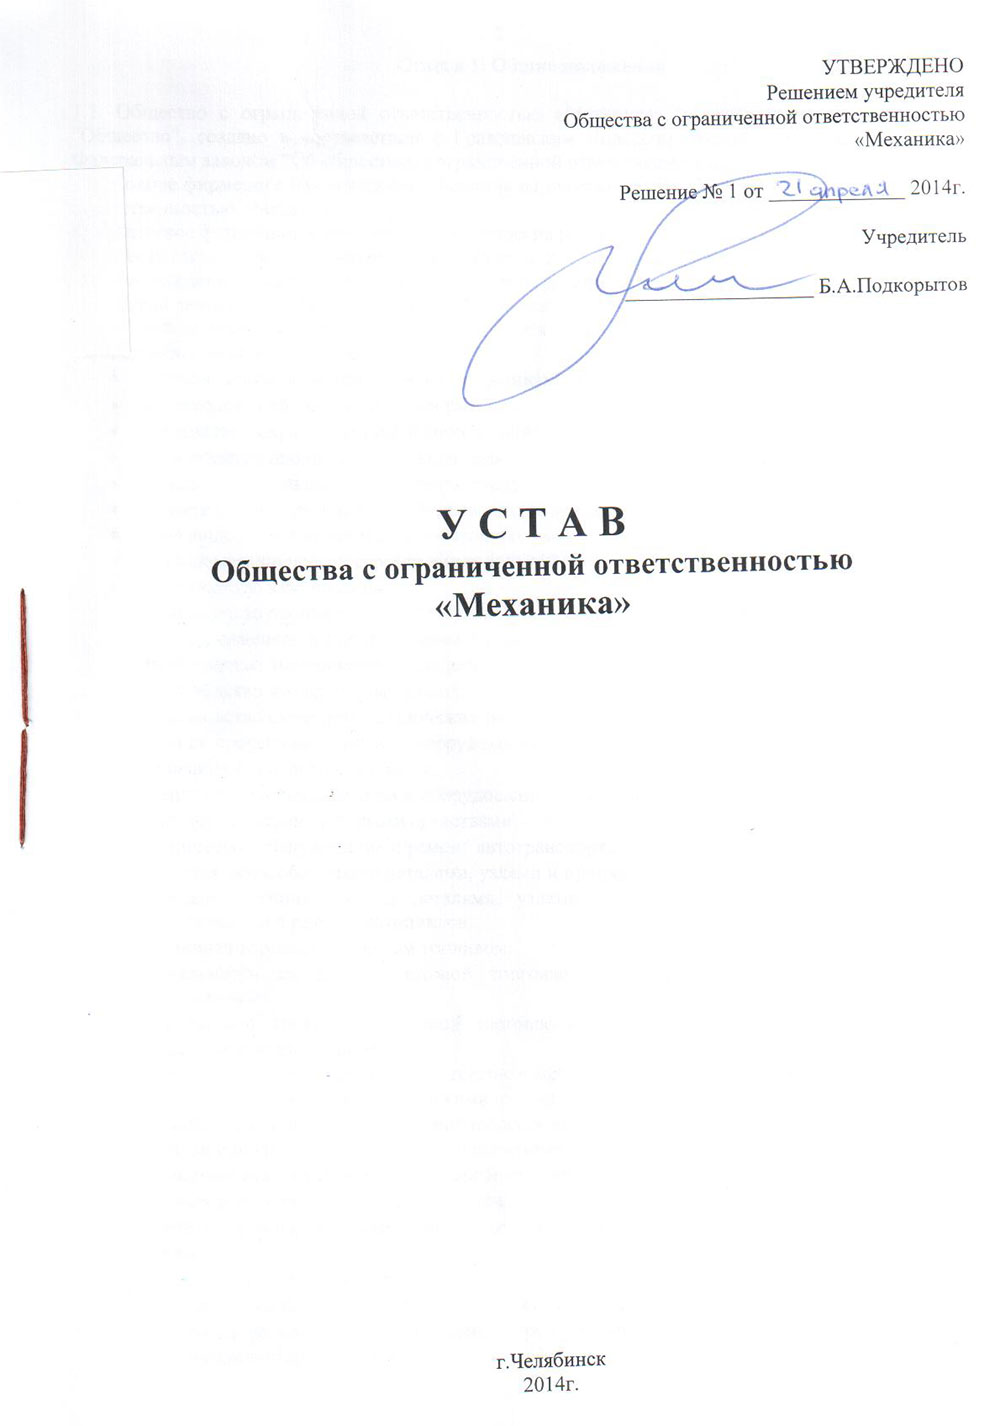 УТВЕРЖДЕНО
Решением учредителя
Общества с ограниченной ответственностью
«Механика»
Решение № 1 от 21 апреля 2014г.
Учредитель
Б.А.Подкорытов
У С Т А В
Общества с ограниченной ответственностью
«Механика»
г.Челябинск
2014г.